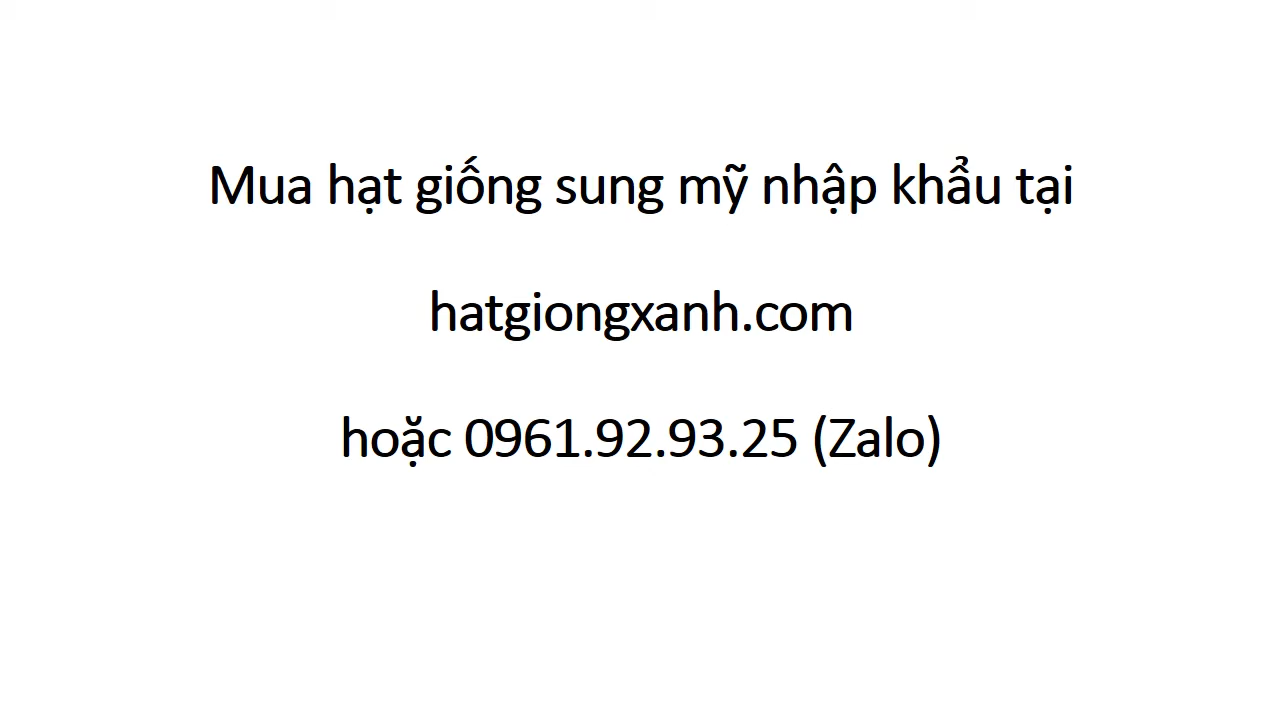 Mua hạt giống sung mỹ nhập khẩu tại
hatgiongxanh.com
hoặc 0961.92.93.25 (Zalo)